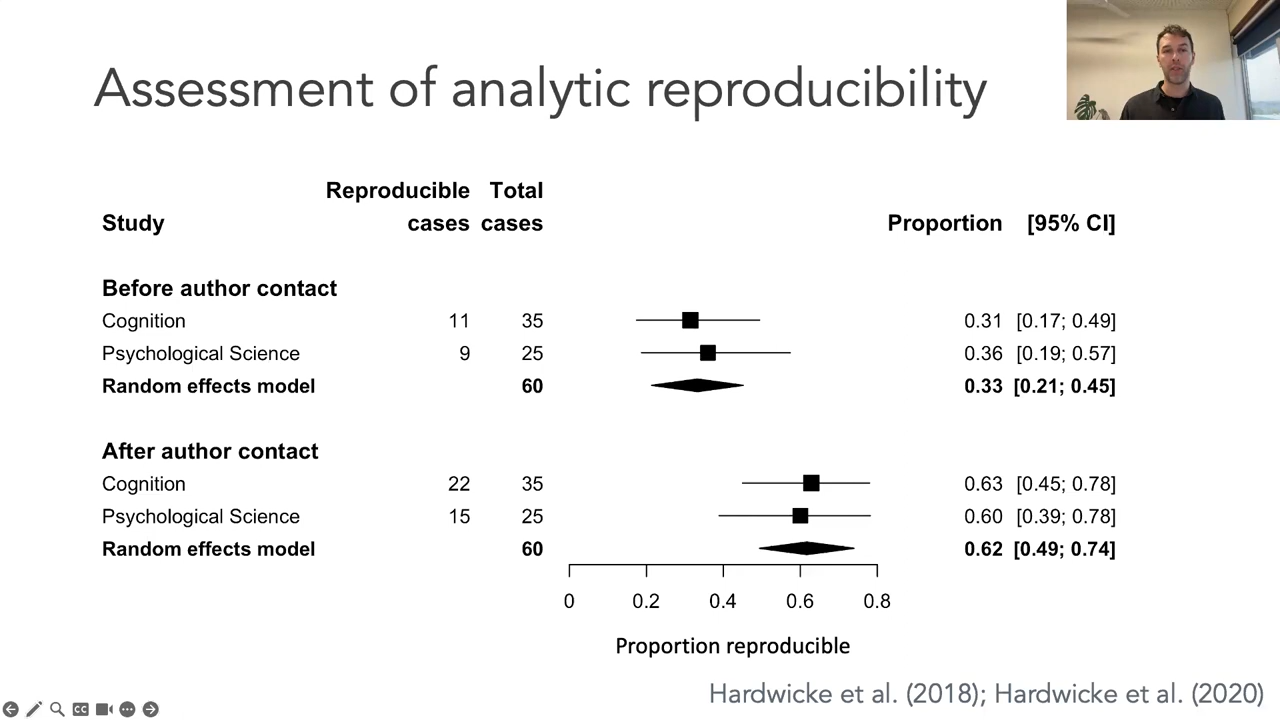 Assessment of analytic reproducibility
Reproducible Total
Study cases cases Proportion [95% CI]
Before author contact
Cognition 11 35 0.31 [0.17; 0.49]
Psychological Science 9 25 0.36 [0.19; 0.57]
Random effects model 60 0.33 [0.21; 0.45]
After author contact
Cognition 22 35 0.63 [0.45; 0.78]
Psychological Science 15 25 0.60 [0.39; 0.78]
Random effects model 60 0.62 [0.49; 0.74]
0 0.2 0.4 0.6 0.8
Proportion reproducible
Hardwicke et al. (2018); Hardwicke et al. (2020)
CC